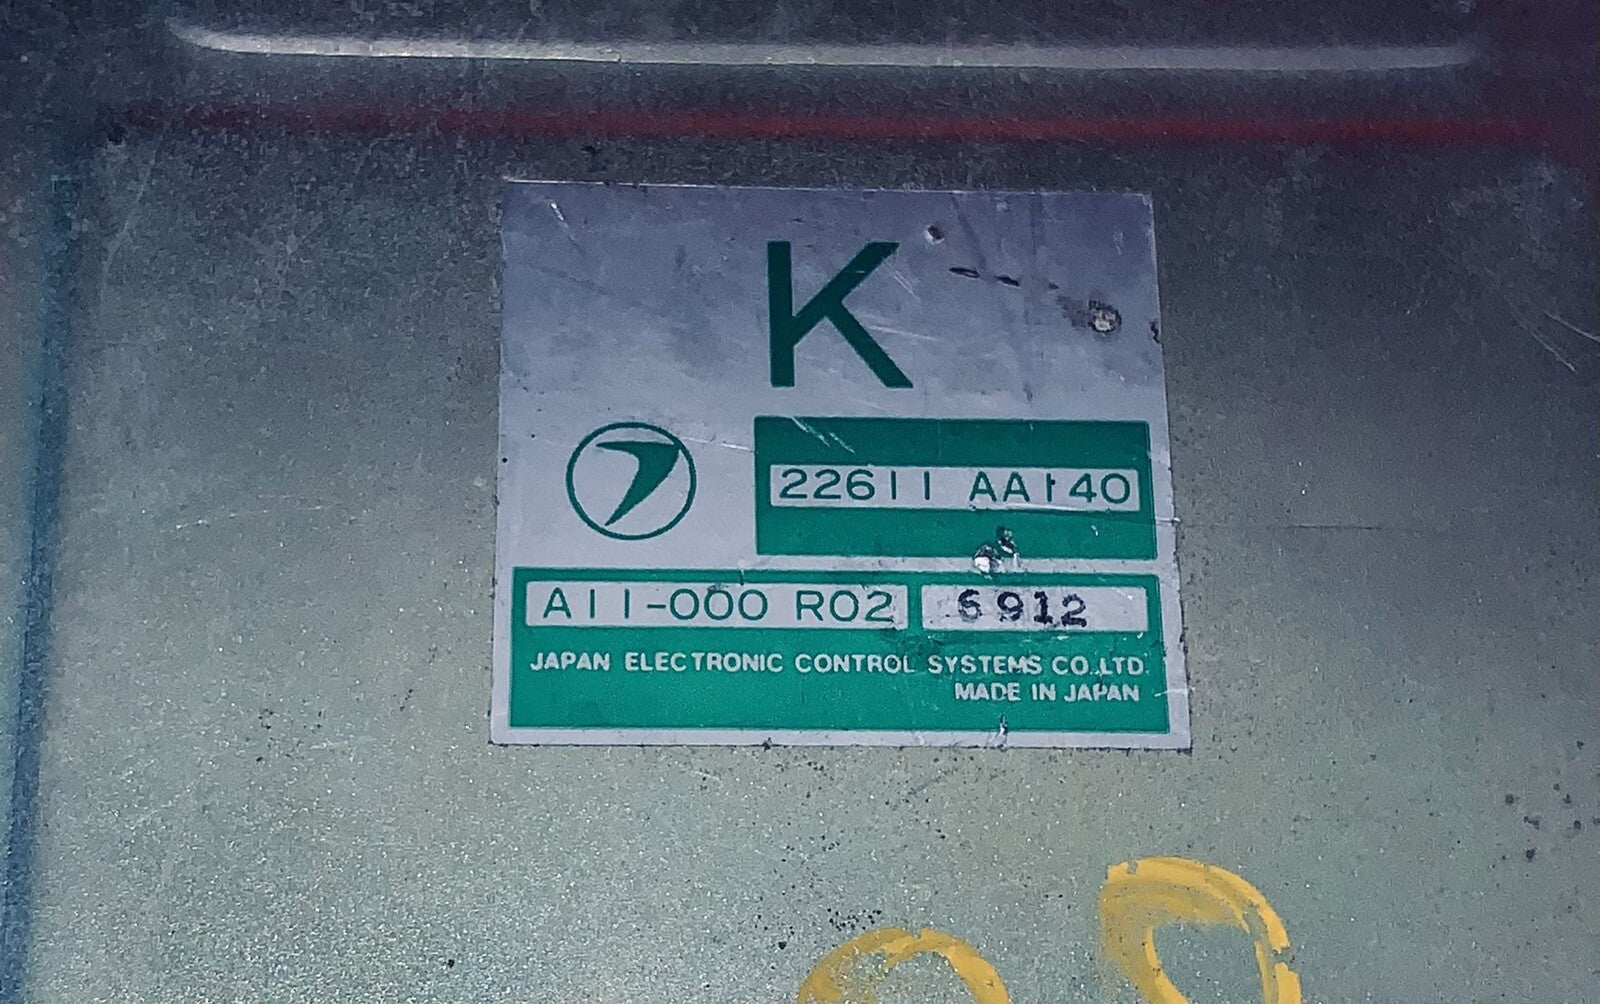 K
22611 AA140
A11-000 R02 6912
JAPAN ELECTRONIC CONTROL SYSTEMS CO.,LTD.
MADE IN JAPAN